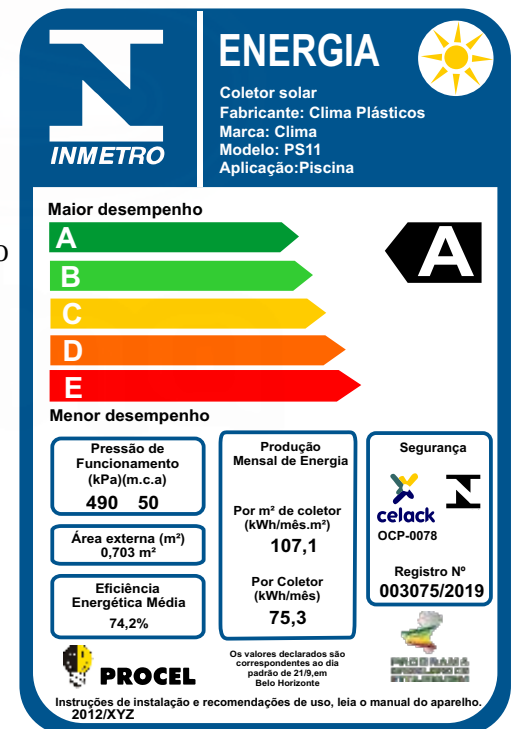 ENERGIA
Coletor solar
Fabricante: Clima Plásticos
Marca: Clima
Modelo: PS11
Aplicação:Piscina
INMETRO
Maior desempenho
o
A
A
B
C
D
E
Menor desempenho
Pressão de
Funcionamento
(kPa)(m.c.a)
490 50
Área externa (m²)
0,703 m²
Eficiência
Energética Média
74,2%
Produção
Mensal de Energia
Por m² de coletor
(kWh/mês.m²)
107,1
Por Coletor
(kWh/mês)
75,3
Segurança
celack
OCP-0078
Registro Nº
003075/2019
PROCEL
Os valores declarados são
correspondentes ao dia
padrão de 21/9,em
Belo Horizonte
PROGRAMA
Instruções de instalação e recomendações de uso, leia o manual do aparelho.
2012/XYZ